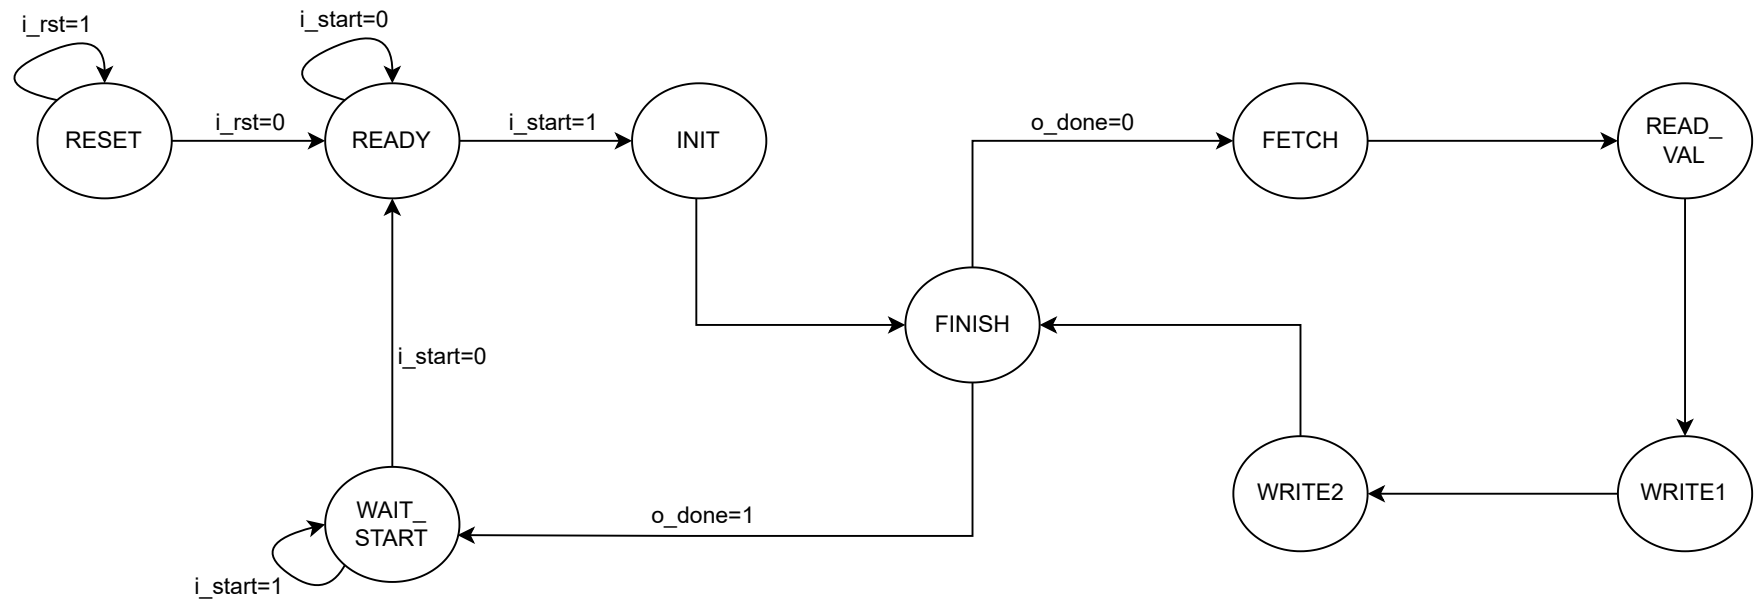 i_rst=1
i_start=0
RESET
i_rst=0
READY
i_start=1
INIT
o_done=0
FETCH
READ_
VAL
FINISH
i_start=0
WAIT_
START
i_start=1
o_done=1
WRITE2
WRITE1